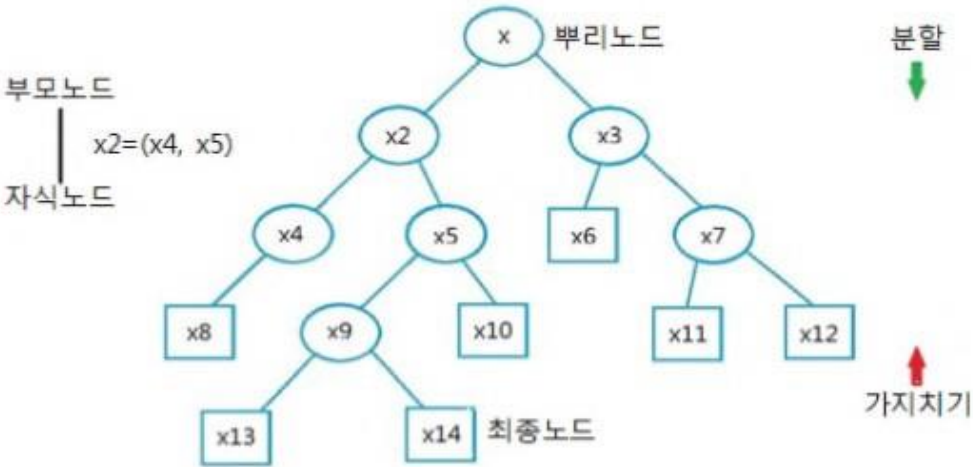 x 뿌리노드
분할
부모노드
x2=(x4, x5)
자식노드
x2 x3
x4 x5 x6 x7
x8 x9 x10 x11 x12
가지치기
x13 x14 최종노드